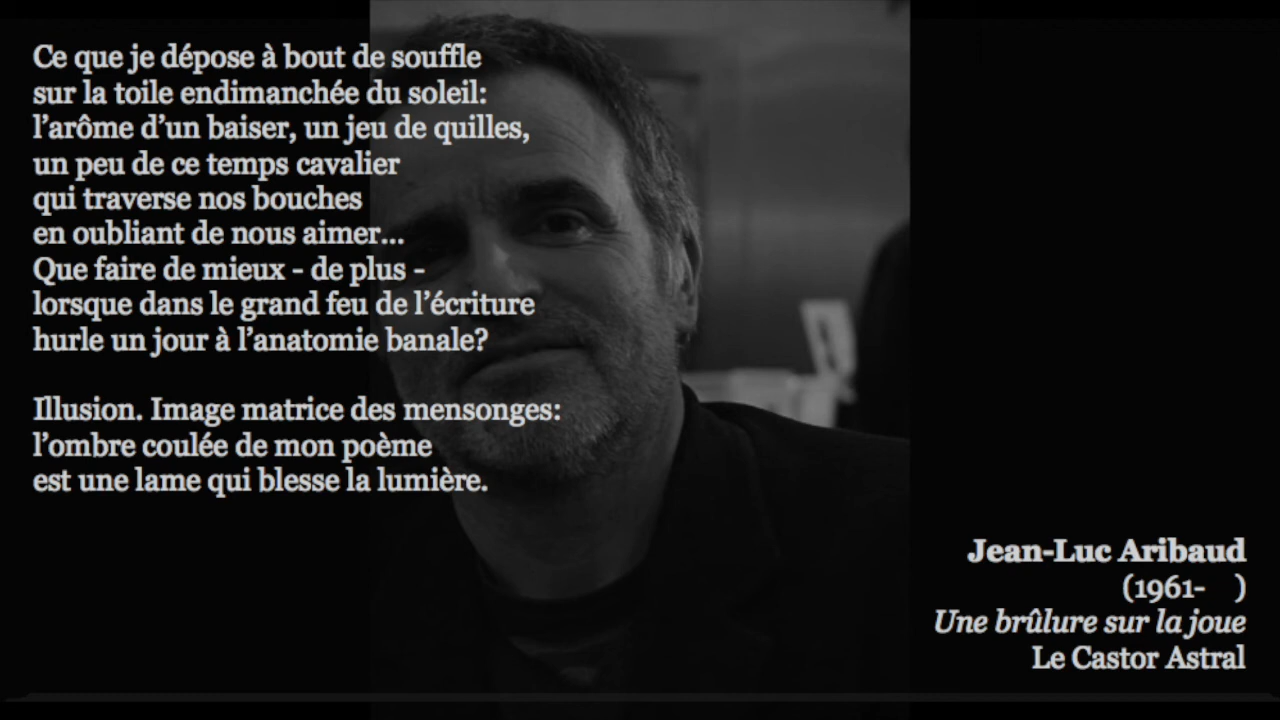 Ce que je dépose à bout de souffle
sur la toile endimanchée du soleil:
l’arôme d’un baiser, un jeu de quilles,
un peu de ce temps cavalier
qui traverse nos bouches
en oubliant de nous aimer...
Que faire de mieux - de plus -
lorsque dans le grand feu de l’écriture
hurle un jour à l’anatomie banale?

Illusion. Image matrice des mensonges:
l’ombre coulée de mon poème
est une lame qui blesse la lumière.

Jean-Luc Aribaud
(1961- )
Une brûlure sur la joue
Le Castor Astral